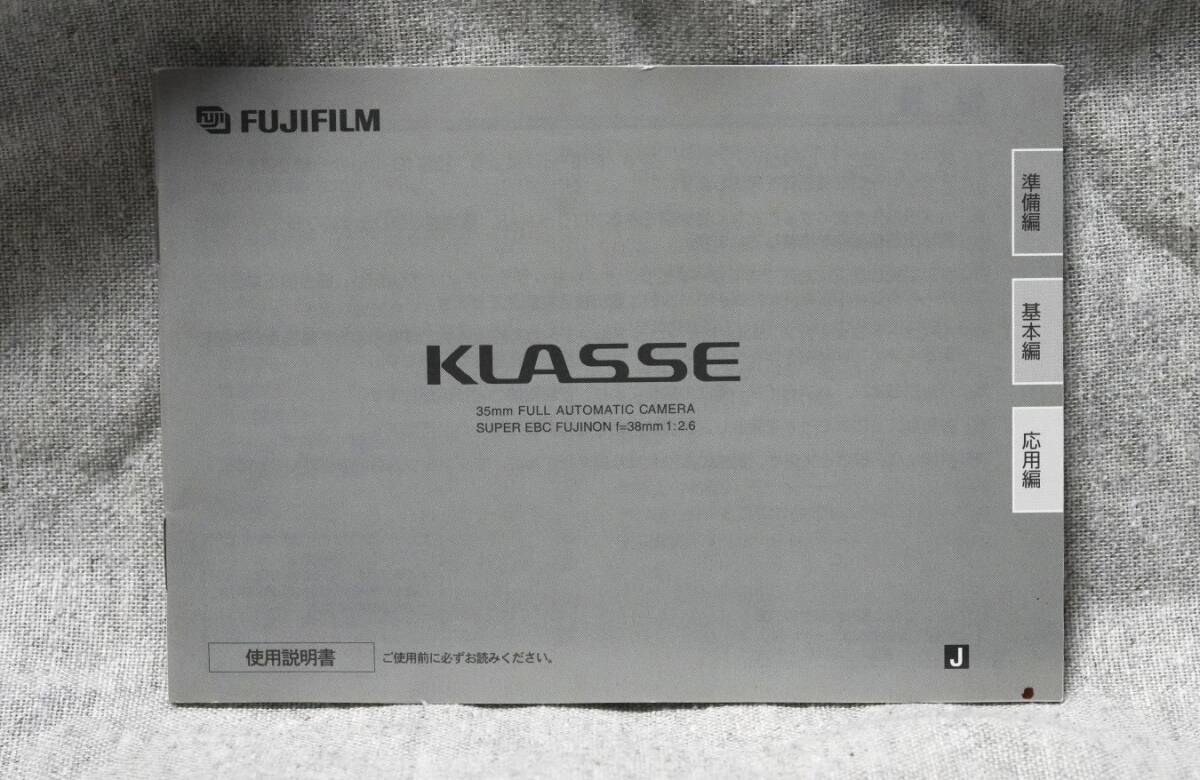 FUJI FUJIFILM
準備編
基本編
応用編
KLASSE
35mm FULL AUTOMATIC CAMERA
SUPER EBC FUJINON f=38mm 1:2.6
使用説明書 ご使用前に必ずお読みください。
J